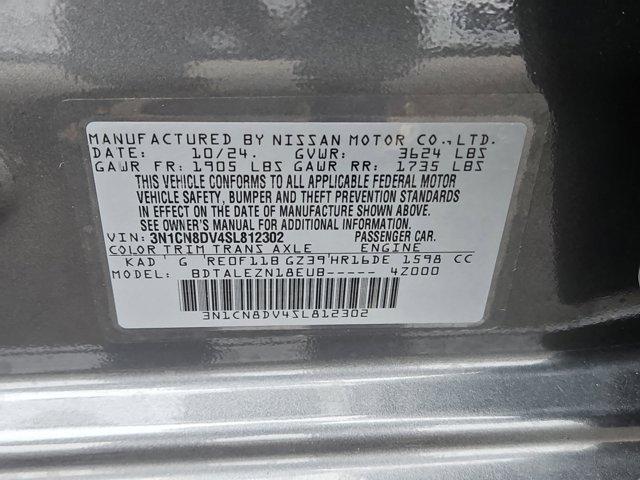 MANUFACTURED BY NISSAN MOTOR CO., LTD.
DATE: 10/24. GVWR: 3624 LBS
GAWR FR: 1905 LBS GAWR RR: 1735 LBS
THIS VEHICLE CONFORMS TO ALL APPLICABLE FEDERAL MOTOR
VEHICLE SAFETY, BUMPER AND THEFT PREVENTION STANDARDS
IN EFFECT ON THE DATE OF MANUFACTURE SHOWN ABOVE.
SEE OWNER'S MANUAL FOR ADDITIONAL INFORMATION.
VIN: 3N1CN8DV4SL812302 PASSENGER CAR.
COLOR TRIM TRANS AXLE ENGINE
KAD G RE0F11B GZ39 HR16DE 1598 CC
MODEL: BDTALEZN18EUB----- 4Z000
3N1CN8DV4SL812302